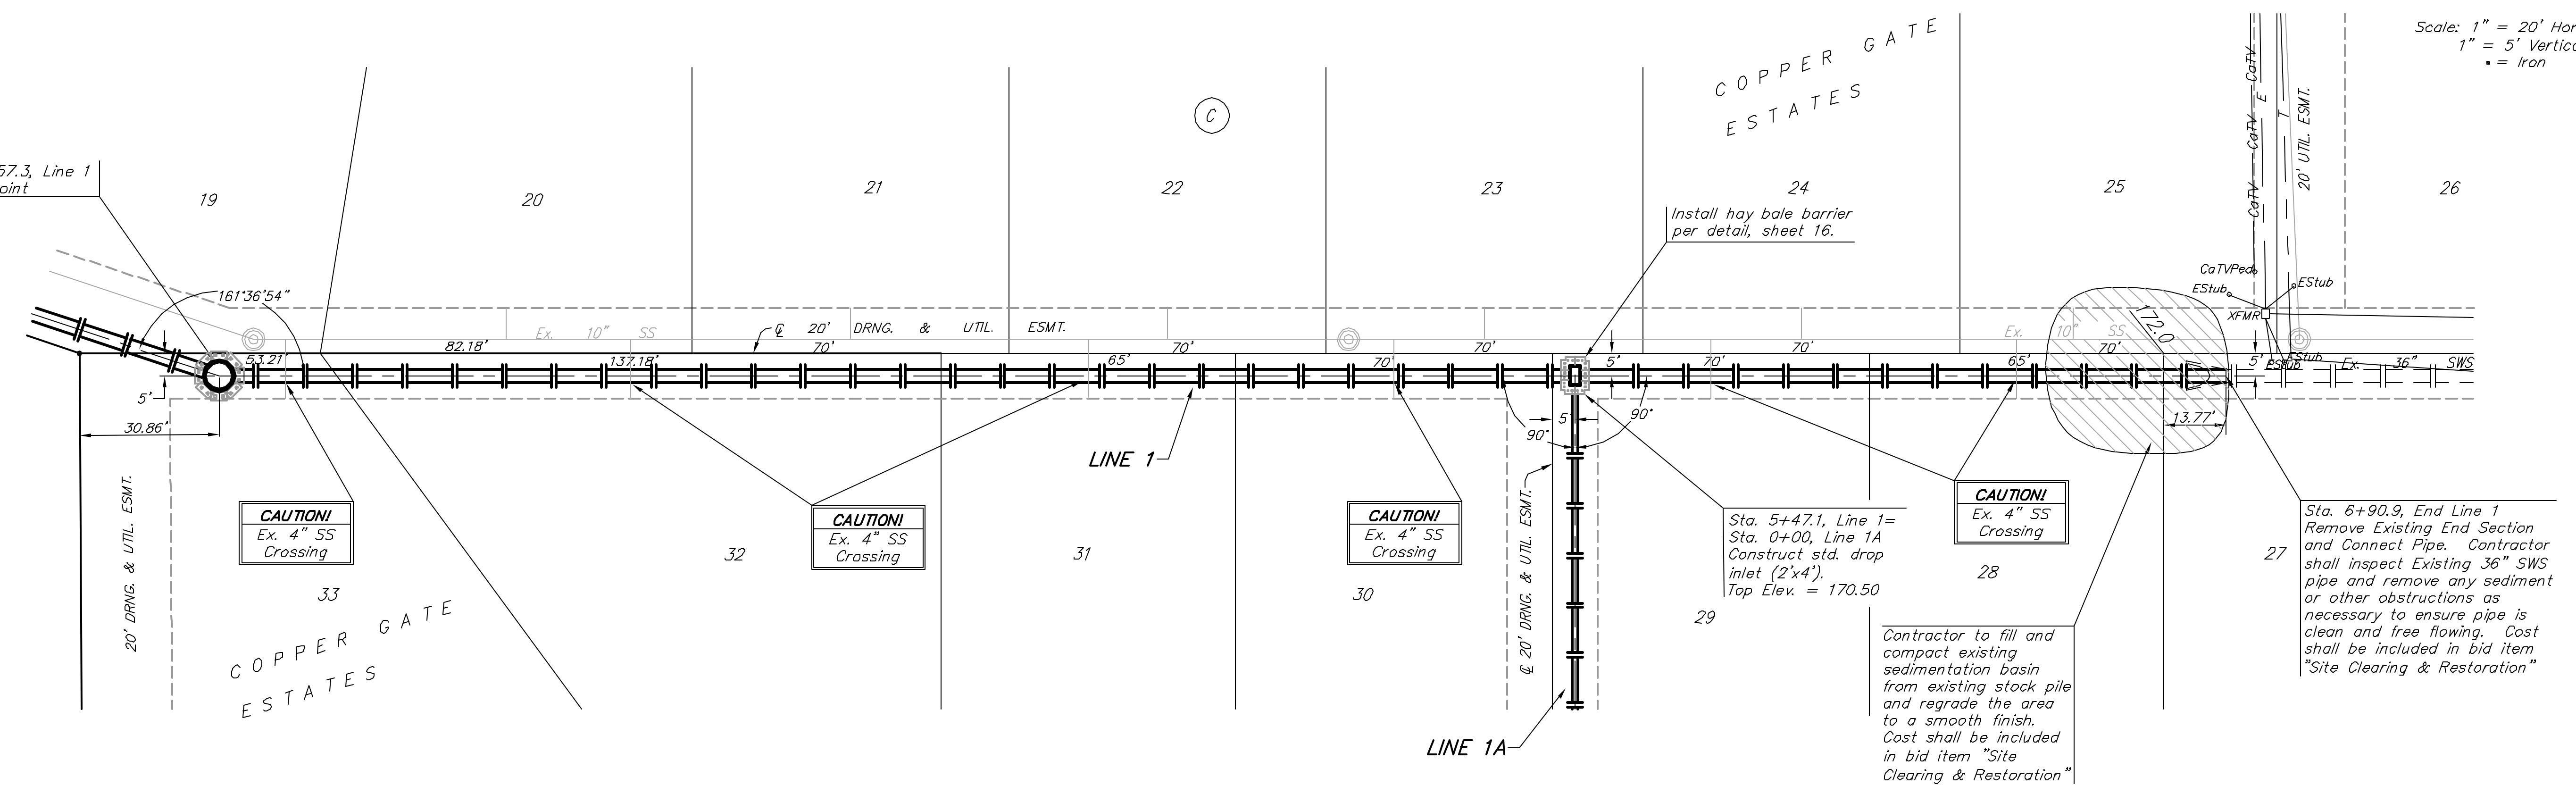 Scale: 1" = 20' Hor
1" = 5' Vertica
▪ = Iron
COPPER GATE
ESTATES
C
57.3, Line 1
oint
19
20
21
22
23
24
25
26
CaTV CaTV CaTV
E
T
20' UTIL. ESMT.
Install hay bale barrier
per detail, sheet 16.
CaTVPed
EStub
EStub
XFMR
EStub
EStub
161°36'54"
Ex. 10" SS
℄ 20' DRNG. & UTIL. ESMT.
Ex. 10" SS
172.0
53.21'
82.18'
137.18'
70'
65'
70'
70'
70'
5'
70'
70'
65'
70'
5'
Ex. 36" SWS
5'
30.86'
5'
90°
90°
13.77'
LINE 1
20' DRNG. & UTIL. ESMT.
CAUTION!
Ex. 4" SS
Crossing
CAUTION!
Ex. 4" SS
Crossing
CAUTION!
Ex. 4" SS
Crossing
CAUTION!
Ex. 4" SS
Crossing
℄ 20' DRNG. & UTIL. ESMT.
Sta. 5+47.1, Line 1=
Sta. 0+00, Line 1A
Construct std. drop
inlet (2'x4').
Top Elev. = 170.50
Sta. 6+90.9, End Line 1
Remove Existing End Section
and Connect Pipe. Contractor
shall inspect Existing 36" SWS
pipe and remove any sediment
or other obstructions as
necessary to ensure pipe is
clean and free flowing. Cost
shall be included in bid item
"Site Clearing & Restoration"
33
32
31
30
29
28
27
COPPER GATE
ESTATES
Contractor to fill and
compact existing
sedimentation basin
from existing stock pile
and regrade the area
to a smooth finish.
Cost shall be included
in bid item "Site
Clearing & Restoration"
LINE 1A